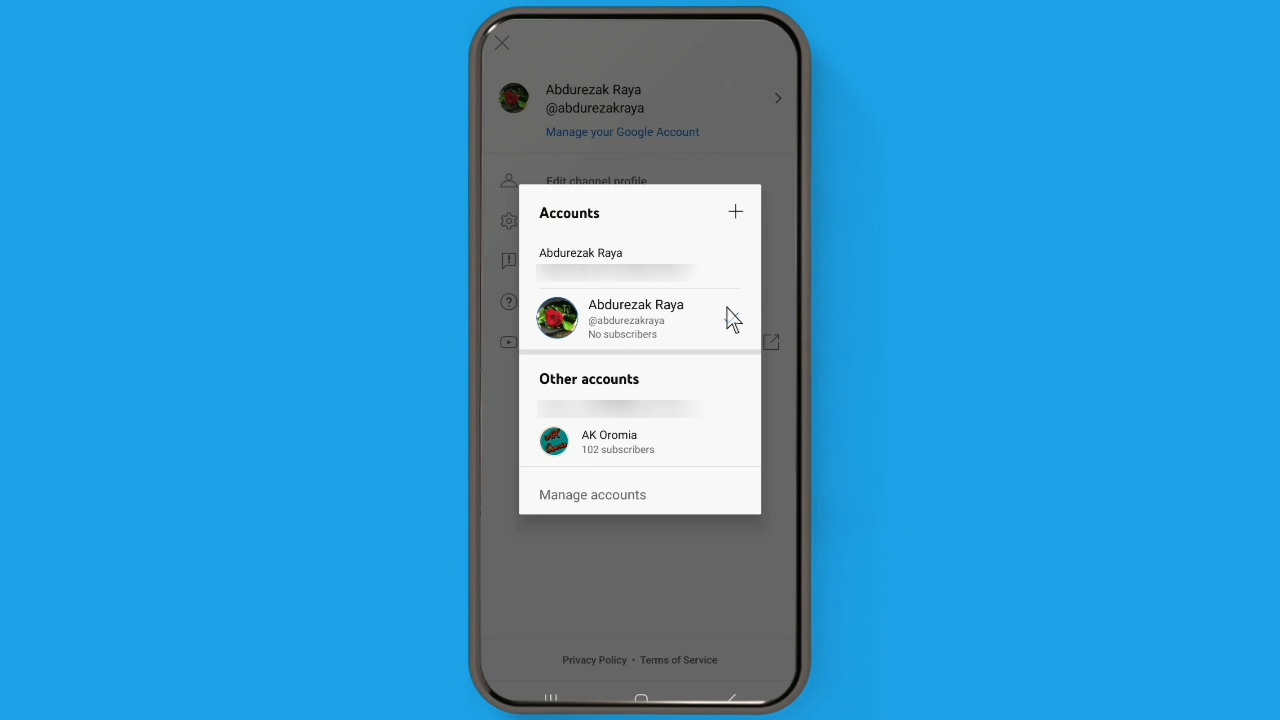 Abdurezak Raya
@abdurezakraya
Manage your Google Account
Edit channel profile
Accounts
Abdurezak Raya
Abdurezak Raya
@abdurezakraya
No subscribers
Other accounts
AK Oromia
102 subscribers
Manage accounts
Privacy Policy • Terms of Service